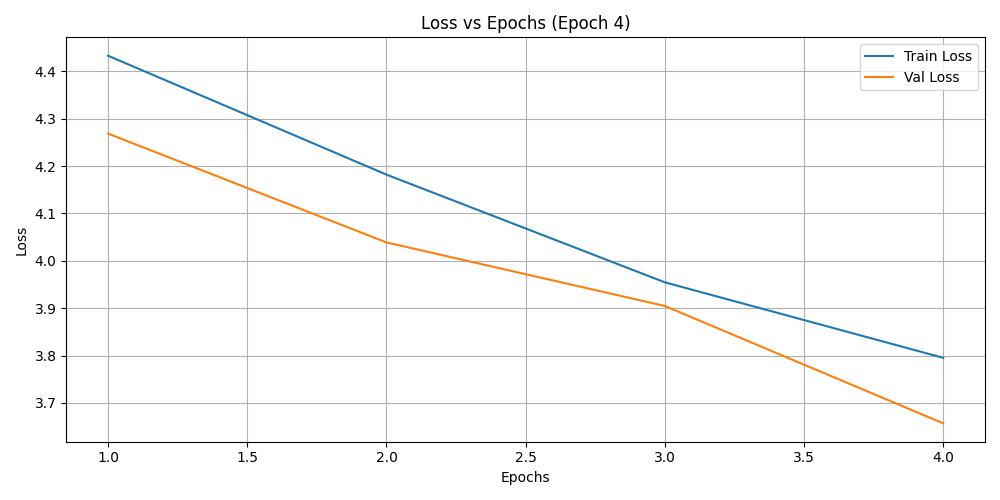 Loss vs Epochs (Epoch 4)
Train Loss
Val Loss
Loss
4.4
4.3
4.2
4.1
4.0
3.9
3.8
3.7
1.0 1.5 2.0 2.5 3.0 3.5 4.0
Epochs